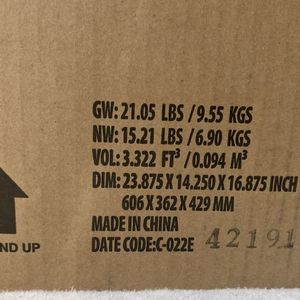 GW: 21.05 LBS / 9.55 KGS
NW: 15.21 LBS / 6.90 KGS
VOL: 3.322 FT³ / 0.094 M³
DIM: 23.875 X 14.250 X 16.875 INCH
606 X 362 X 429 MM
MADE IN CHINA
DATE CODE:C-022E 42191
ND UP